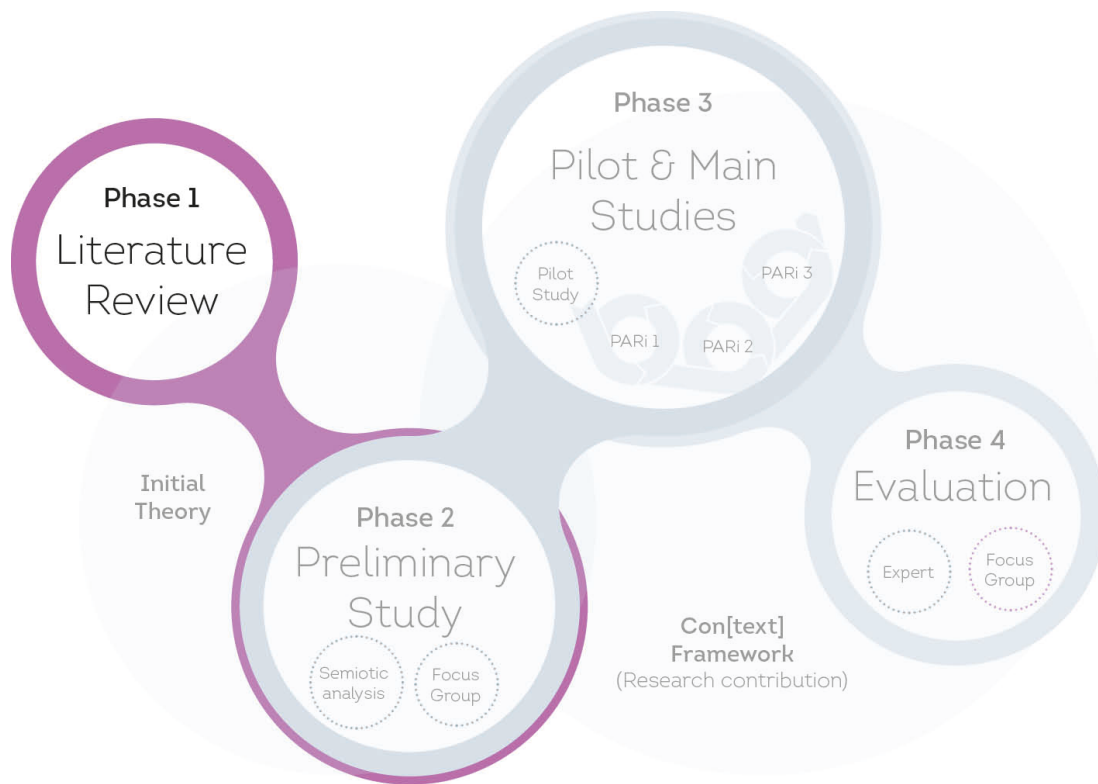 Phase 1
Literature
Review
Initial
Theory
Phase 2
Preliminary
Study
Semiotic
analysis
Focus
Group
Phase 3
Pilot & Main
Studies
Pilot
Study
PARi 1
PARi 2
PARi 3
Con[text]
Framework
(Research contribution)
Phase 4
Evaluation
Expert
Focus
Group